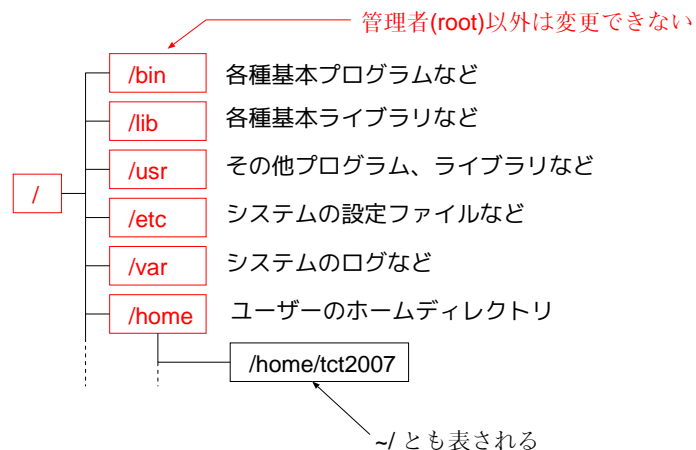 管理者(root)以外は変更できない
/bin 各種基本プログラムなど
/lib 各種基本ライブラリなど
/usr その他プログラム、ライブラリなど
/
/etc システムの設定ファイルなど
/var システムのログなど
/home ユーザーのホームディレクトリ
/home/tct2007
~/ とも表される